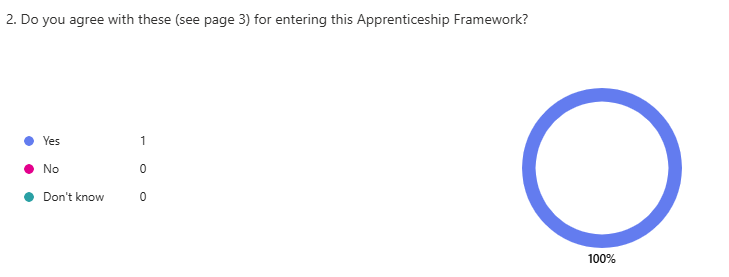 2. Do you agree with these (see page 3) for entering this Apprenticeship Framework?
Yes 1
No 0
Don't know 0
100%